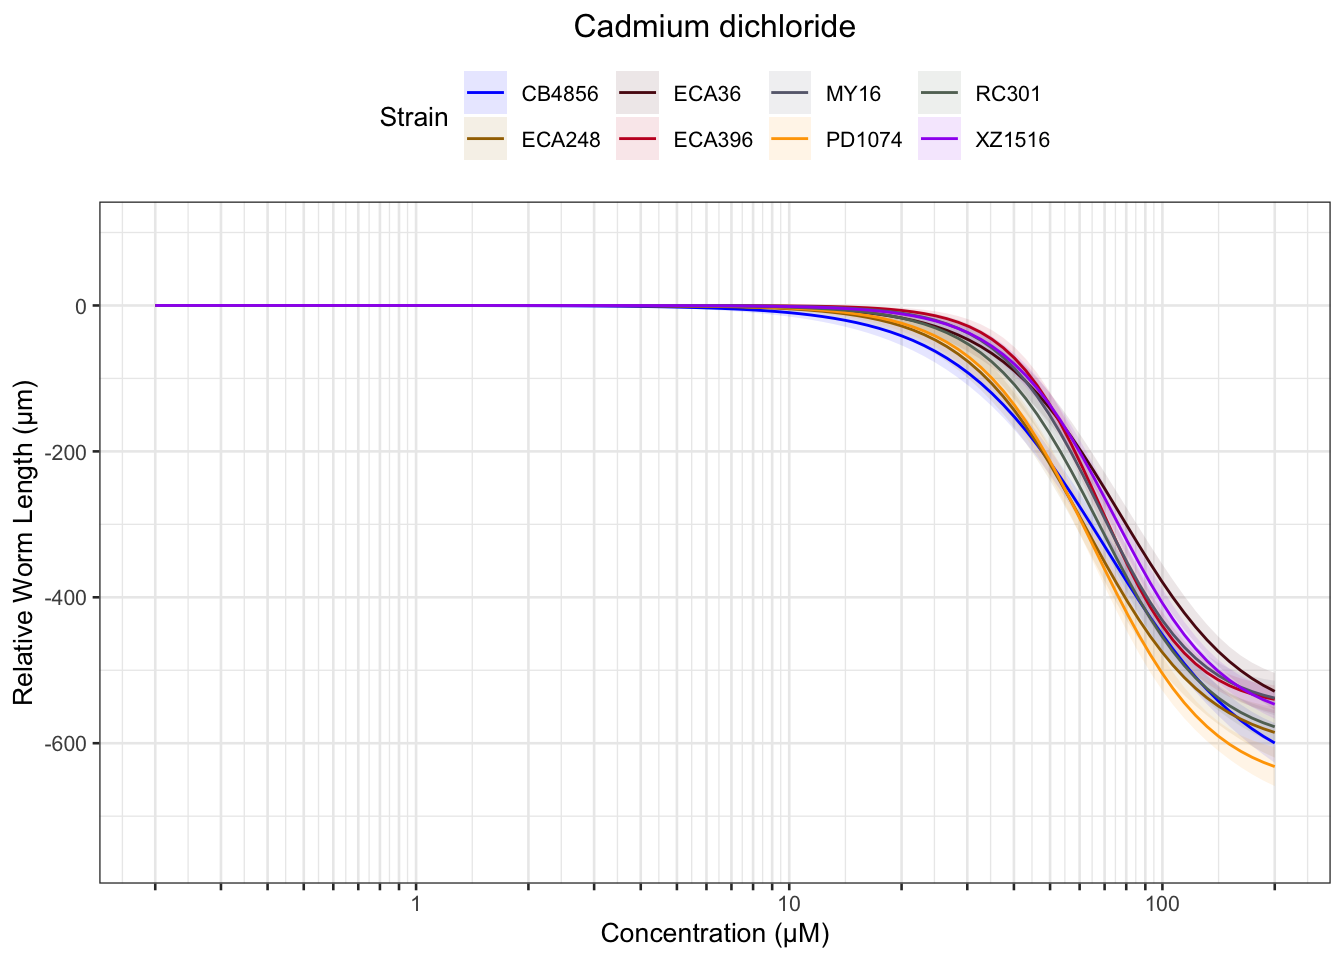 Cadmium dichloride
Strain
CB4856 ECA36 MY16 RC301
ECA248 ECA396 PD1074 XZ1516
Relative Worm Length (µm)
0
-200
-400
-600
1 10 100
Concentration (µM)